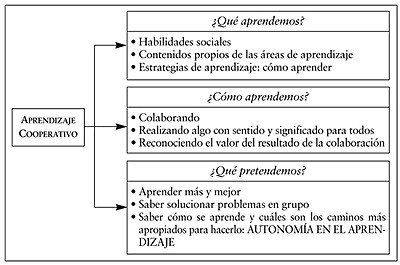 ¿Qué aprendemos?
• Habilidades sociales
• Contenidos propios de las áreas de aprendizaje
• Estrategias de aprendizaje: cómo aprender
APRENDIZAJE
COOPERATIVO
¿Cómo aprendemos?
• Colaborando
• Realizando algo con sentido y significado para todos
• Reconociendo el valor del resultado de la colaboración
¿Qué pretendemos?
• Aprender más y mejor
• Saber solucionar problemas en grupo
• Saber cómo se aprende y cuáles son los caminos más
apropiados para hacerlo: AUTONOMÍA EN EL APREN-
DIZAJE